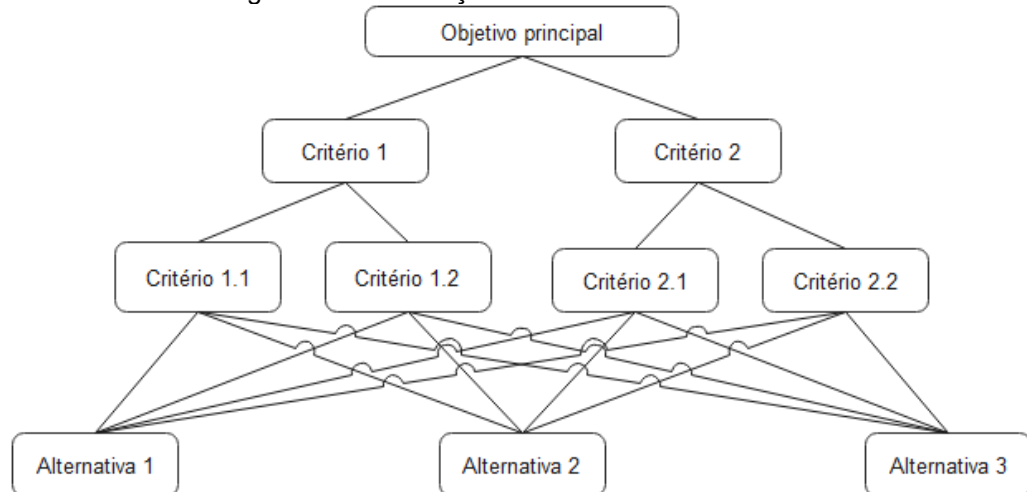 Objetivo principal
Critério 1
Critério 2
Critério 1.1
Critério 1.2
Critério 2.1
Critério 2.2
Alternativa 1
Alternativa 2
Alternativa 3